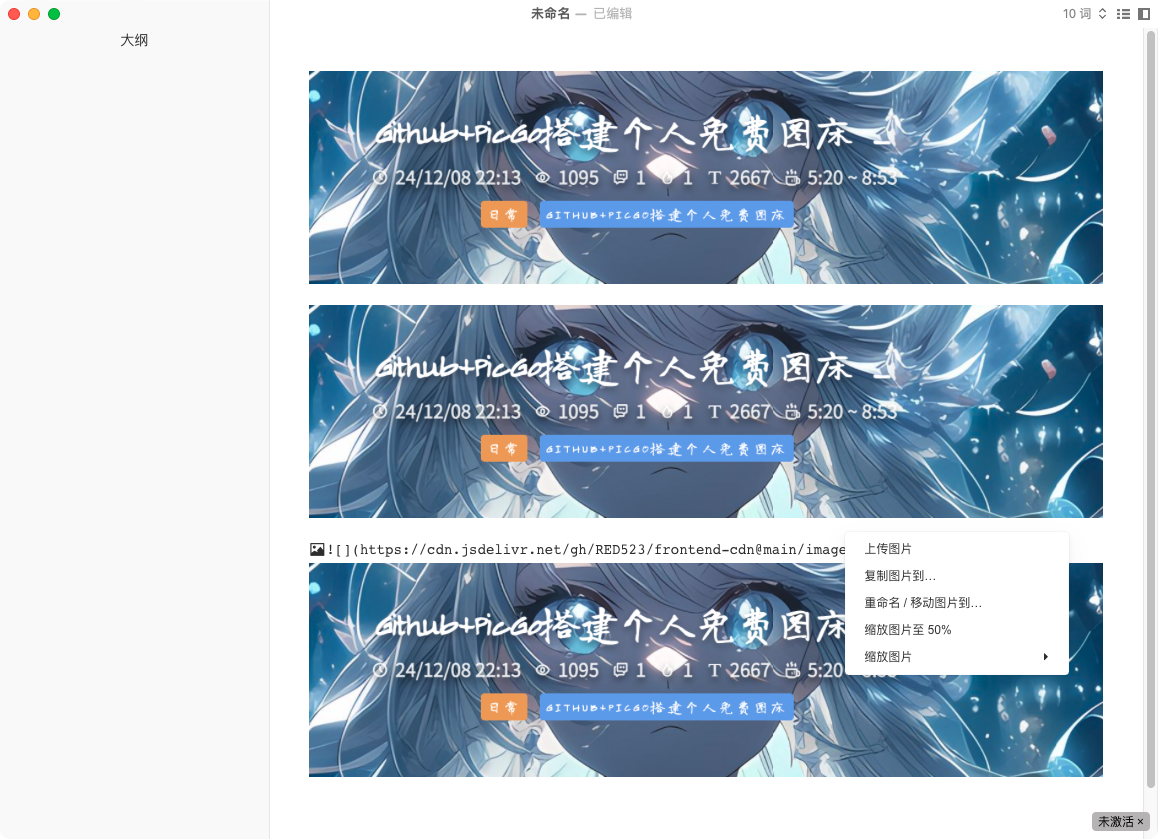 未命名 — 已编辑
10 词
大纲
Github+PicGo搭建个人免费图床
24/12/08 22:13 1095 1 1 2667 5:20 ~ 8:53
日常 GITHUB+PICGO搭建个人免费图床
Github+PicGo搭建个人免费图床
24/12/08 22:13 1095 1 1 2667 5:20 ~ 8:53
日常 GITHUB+PICGO搭建个人免费图床
![](https://cdn.jsdelivr.net/gh/RED523/frontend-cdn@main/image
上传图片
复制图片到…
重命名 / 移动图片到…
缩放图片至 50%
缩放图片
Github+PicGo搭建个人免费图床
24/12/08 22:13 1095 1 1 2667 5:20
日常 GITHUB+PICGO搭建个人免费图床
未激活 ×